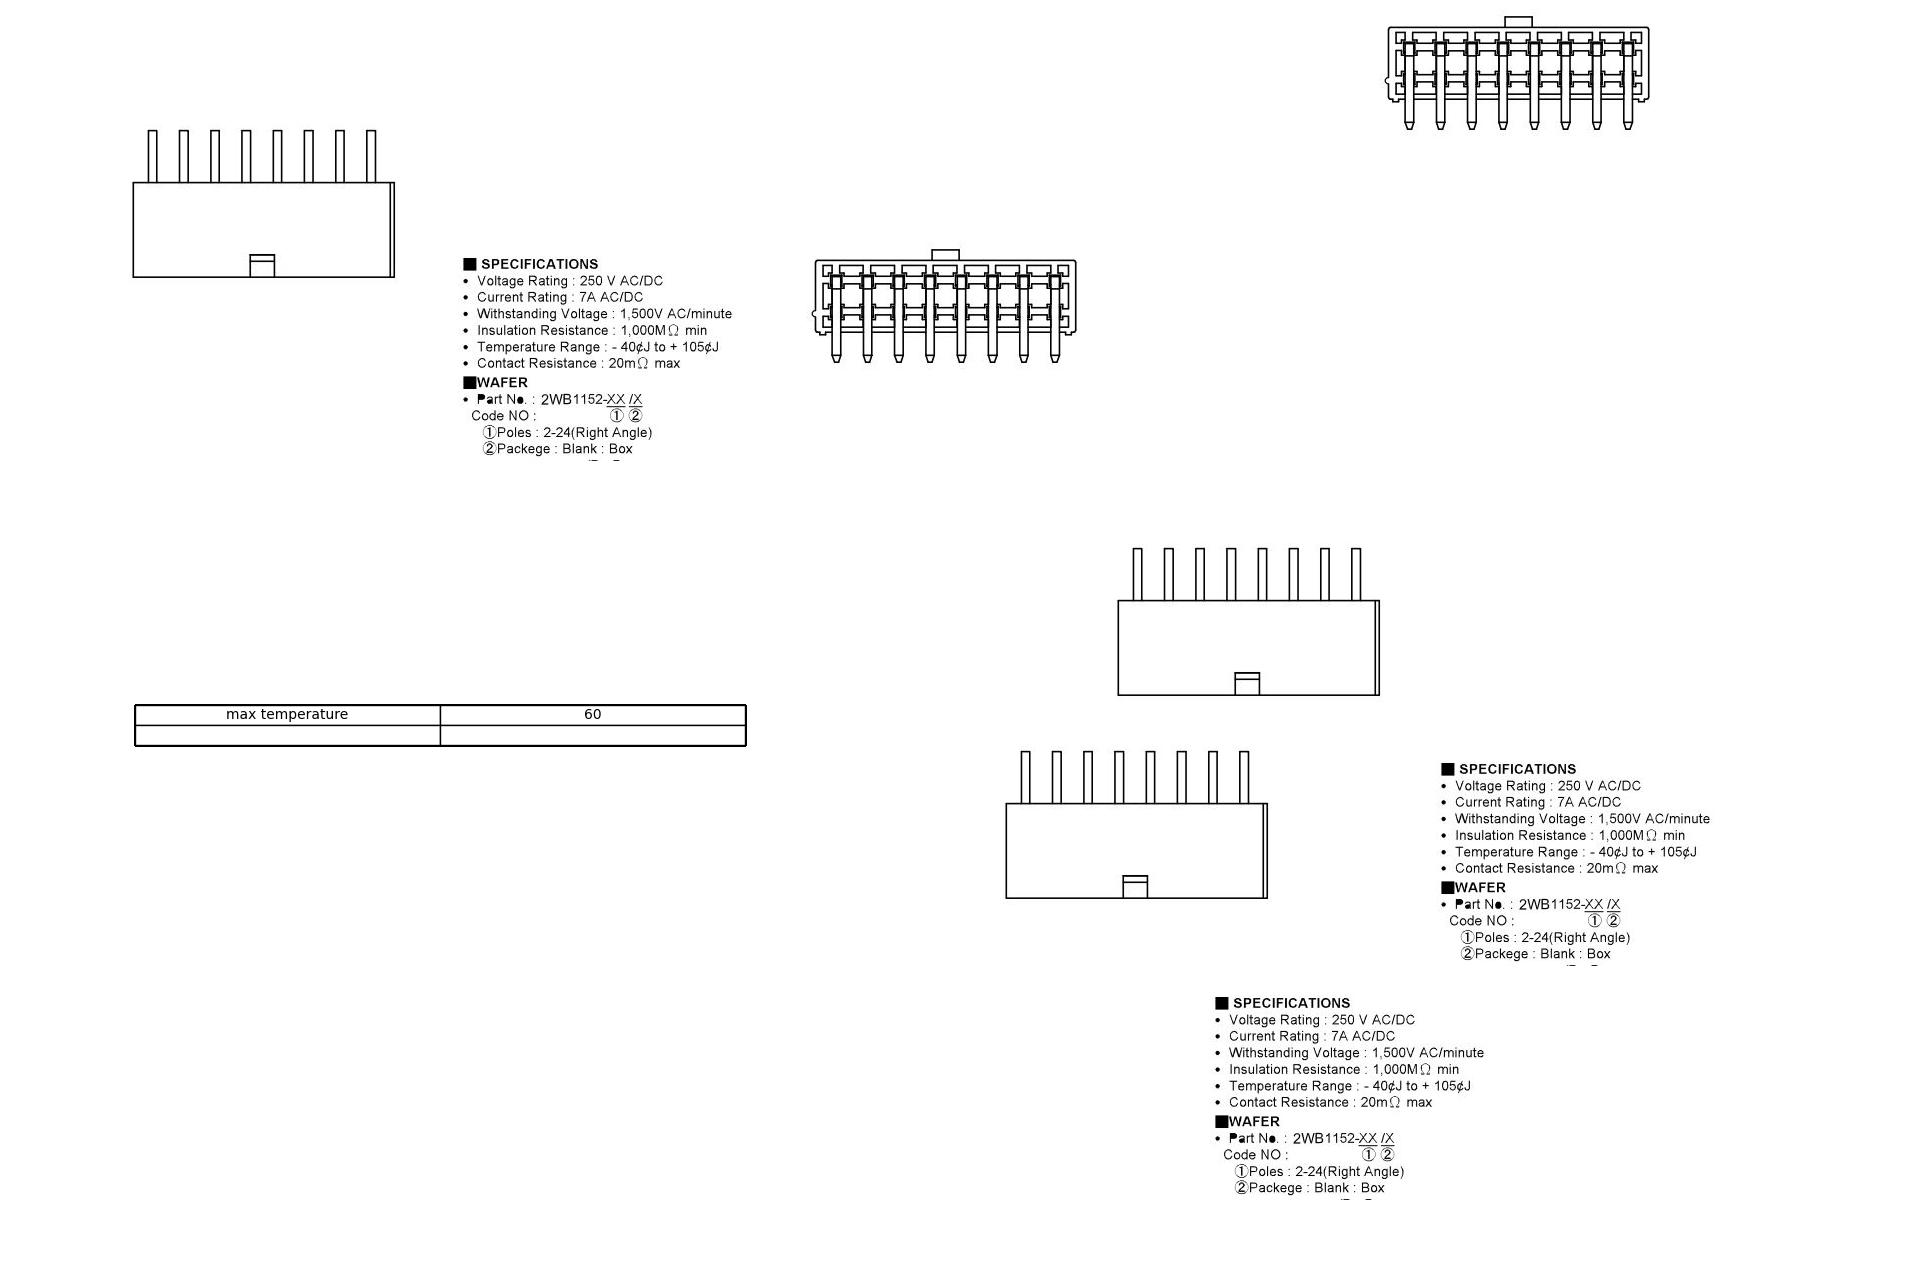 ■ SPECIFICATIONS
• Voltage Rating : 250 V AC/DC
• Current Rating : 7A AC/DC
• Withstanding Voltage : 1,500V AC/minute
• Insulation Resistance : 1,000MΩ min
• Temperature Range : - 40¢J to + 105¢J
• Contact Resistance : 20mΩ max
■WAFER
• Part No. : 2WB1152-XX /X
Code NO : ① ②
①Poles : 2-24(Right Angle)
②Packege : Blank : Box
max temperature 60
■ SPECIFICATIONS
• Voltage Rating : 250 V AC/DC
• Current Rating : 7A AC/DC
• Withstanding Voltage : 1,500V AC/minute
• Insulation Resistance : 1,000MΩ min
• Temperature Range : - 40¢J to + 105¢J
• Contact Resistance : 20mΩ max
■WAFER
• Part No. : 2WB1152-XX /X
Code NO : ① ②
①Poles : 2-24(Right Angle)
②Packege : Blank : Box
■ SPECIFICATIONS
• Voltage Rating : 250 V AC/DC
• Current Rating : 7A AC/DC
• Withstanding Voltage : 1,500V AC/minute
• Insulation Resistance : 1,000MΩ min
• Temperature Range : - 40¢J to + 105¢J
• Contact Resistance : 20mΩ max
■WAFER
• Part No. : 2WB1152-XX /X
Code NO : ① ②
①Poles : 2-24(Right Angle)
②Packege : Blank : Box